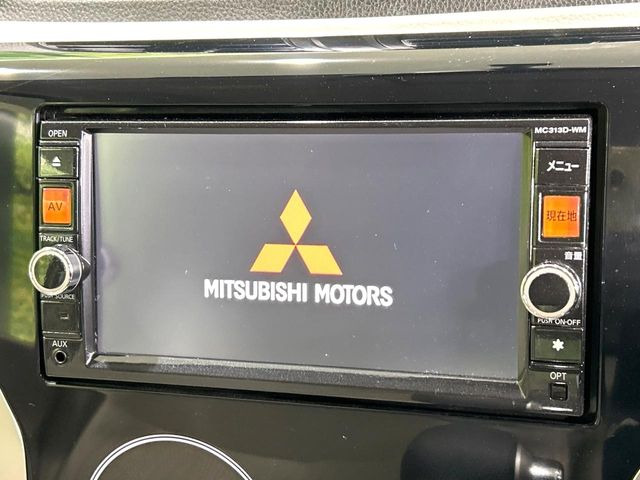 OPEN
MC313D-WM
メニュー
AV
現在地
TRACK/TUNE
音量
MITSUBISHI MOTORS
PUSH SOURCE
PUSH ON-OFF
AUX
OPT